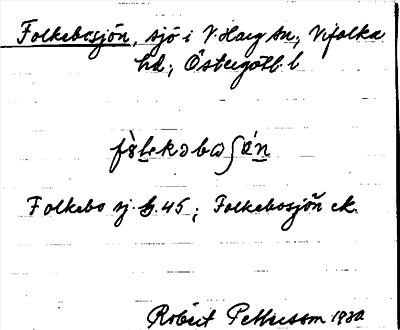 Folkebosjön, sjö i V. Harg sn, Vifolka
hd, Östergötl. l
Folkebo sj. G. 45; Folkebosjön ek.
Robert Pettersson 1932